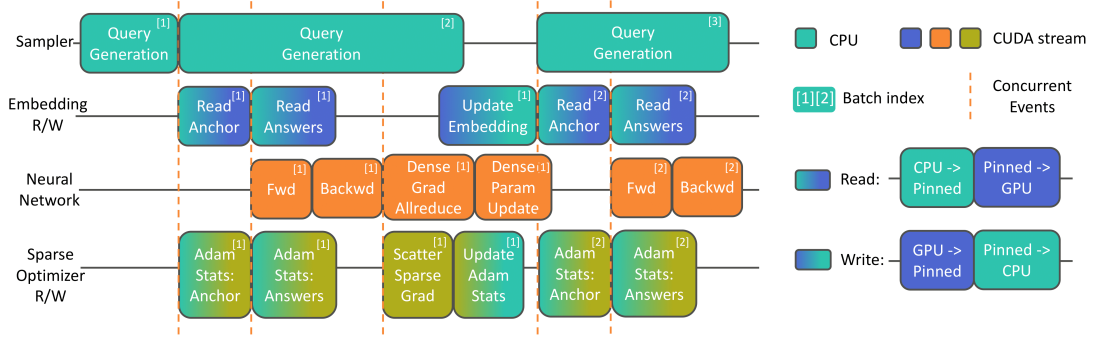 Sampler
Query
Generation
[1]
Query
Generation
[2]
Query
Generation
[3]
Embedding
R/W
Read
Anchor
[1]
Read
Answers
[1]
Update
Embedding
[1]
Read
Anchor
[2]
Read
Answers
[2]
Neural
Network
Fwd
[1]
Backwd
[1]
Dense
Grad
Allreduce
[1]
Dense
Param
Update
[1]
Fwd
[2]
Backwd
[2]
Sparse
Optimizer
R/W
Adam
Stats:
Anchor
[1]
Adam
Stats:
Answers
[1]
Scatter
Sparse
Grad
[1]
Update
Adam
Stats
[1]
Adam
Stats:
Anchor
[2]
Adam
Stats:
Answers
[2]
CPU
CUDA stream
[1][2] Batch index
Concurrent
Events
Read:
CPU ->
Pinned
Pinned ->
GPU
Write:
GPU ->
Pinned
Pinned ->
CPU